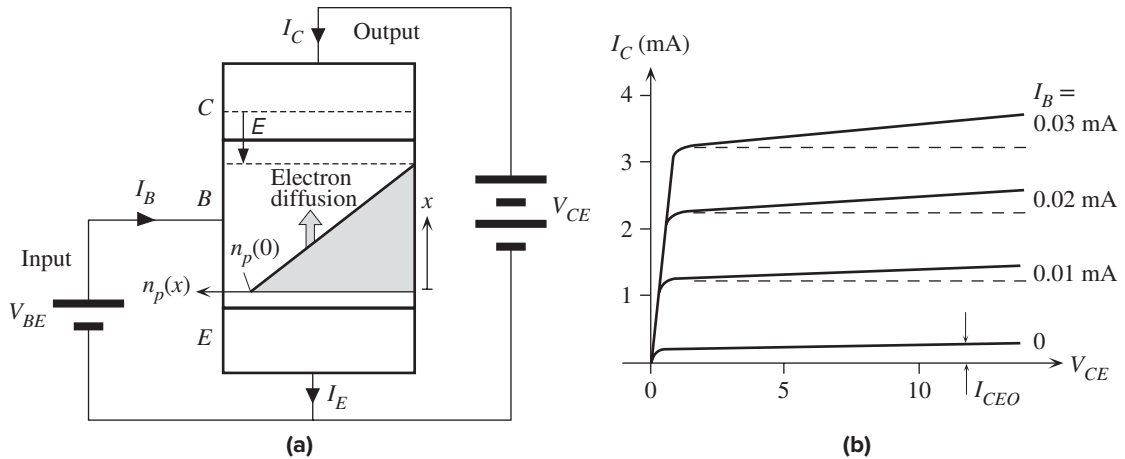 I_C
Output
C
E
Electron
diffusion
x
I_B
B
V_CE
n_p(0)
Input
n_p(x)
V_BE
E
I_E
(a)
I_C (mA)
4
3
2
1
0
5
10
I_B =
0.03 mA
0.02 mA
0.01 mA
0
V_CE
I_CEO
(b)